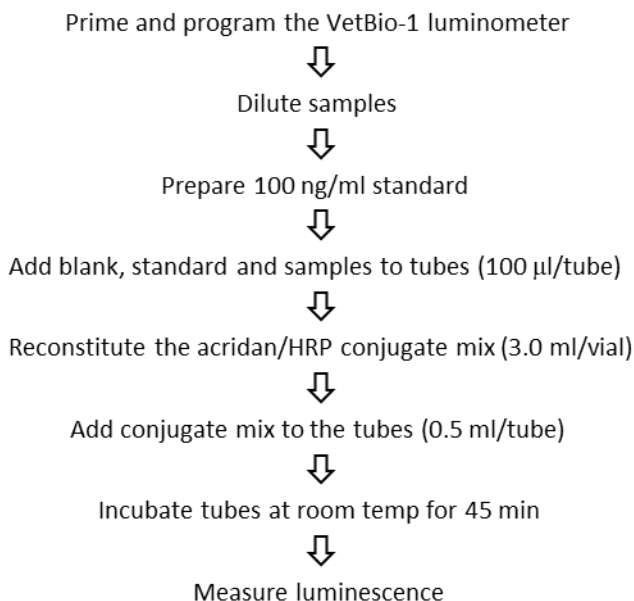 Prime and program the VetBio-1 luminometer
Dilute samples
Prepare 100 ng/ml standard
Add blank, standard and samples to tubes (100 μl/tube)
Reconstitute the acridan/HRP conjugate mix (3.0 ml/vial)
Add conjugate mix to the tubes (0.5 ml/tube)
Incubate tubes at room temp for 45 min
Measure luminescence